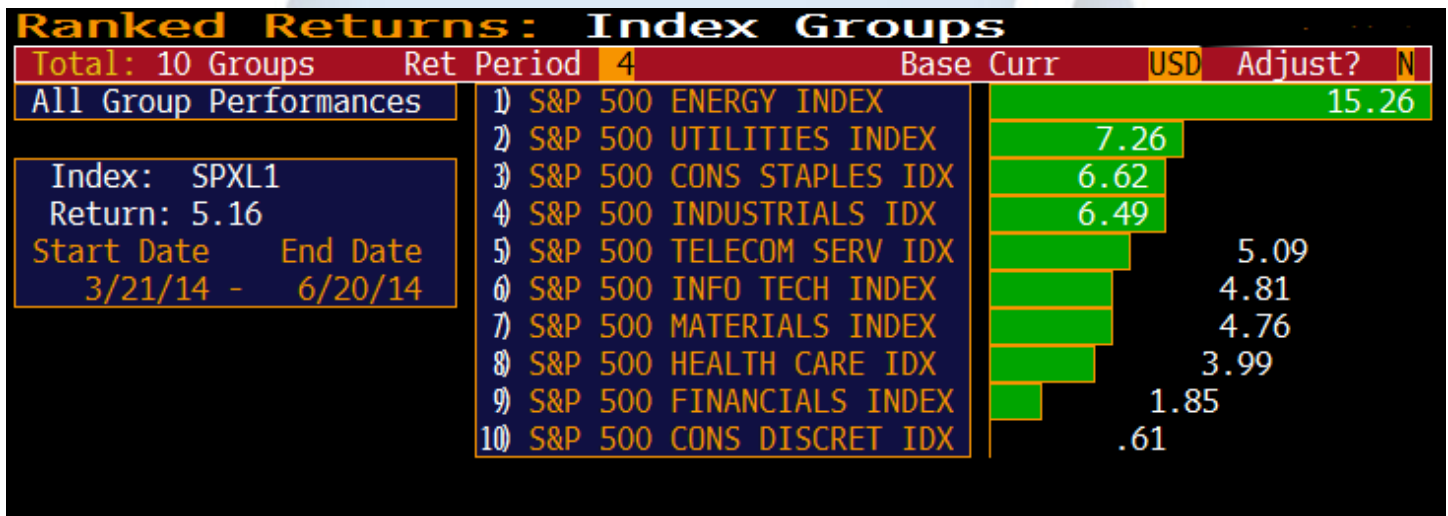 Ranked Returns: Index Groups
Total: 10 Groups Ret Period 4 Base Curr USD Adjust? N
All Group Performances
Index: SPXL1
Return: 5.16
Start Date End Date
3/21/14 - 6/20/14
1) S&P 500 ENERGY INDEX 15.26
2) S&P 500 UTILITIES INDEX 7.26
3) S&P 500 CONS STAPLES IDX 6.62
4) S&P 500 INDUSTRIALS IDX 6.49
5) S&P 500 TELECOM SERV IDX 5.09
6) S&P 500 INFO TECH INDEX 4.81
7) S&P 500 MATERIALS INDEX 4.76
8) S&P 500 HEALTH CARE IDX 3.99
9) S&P 500 FINANCIALS INDEX 1.85
10) S&P 500 CONS DISCRET IDX .61